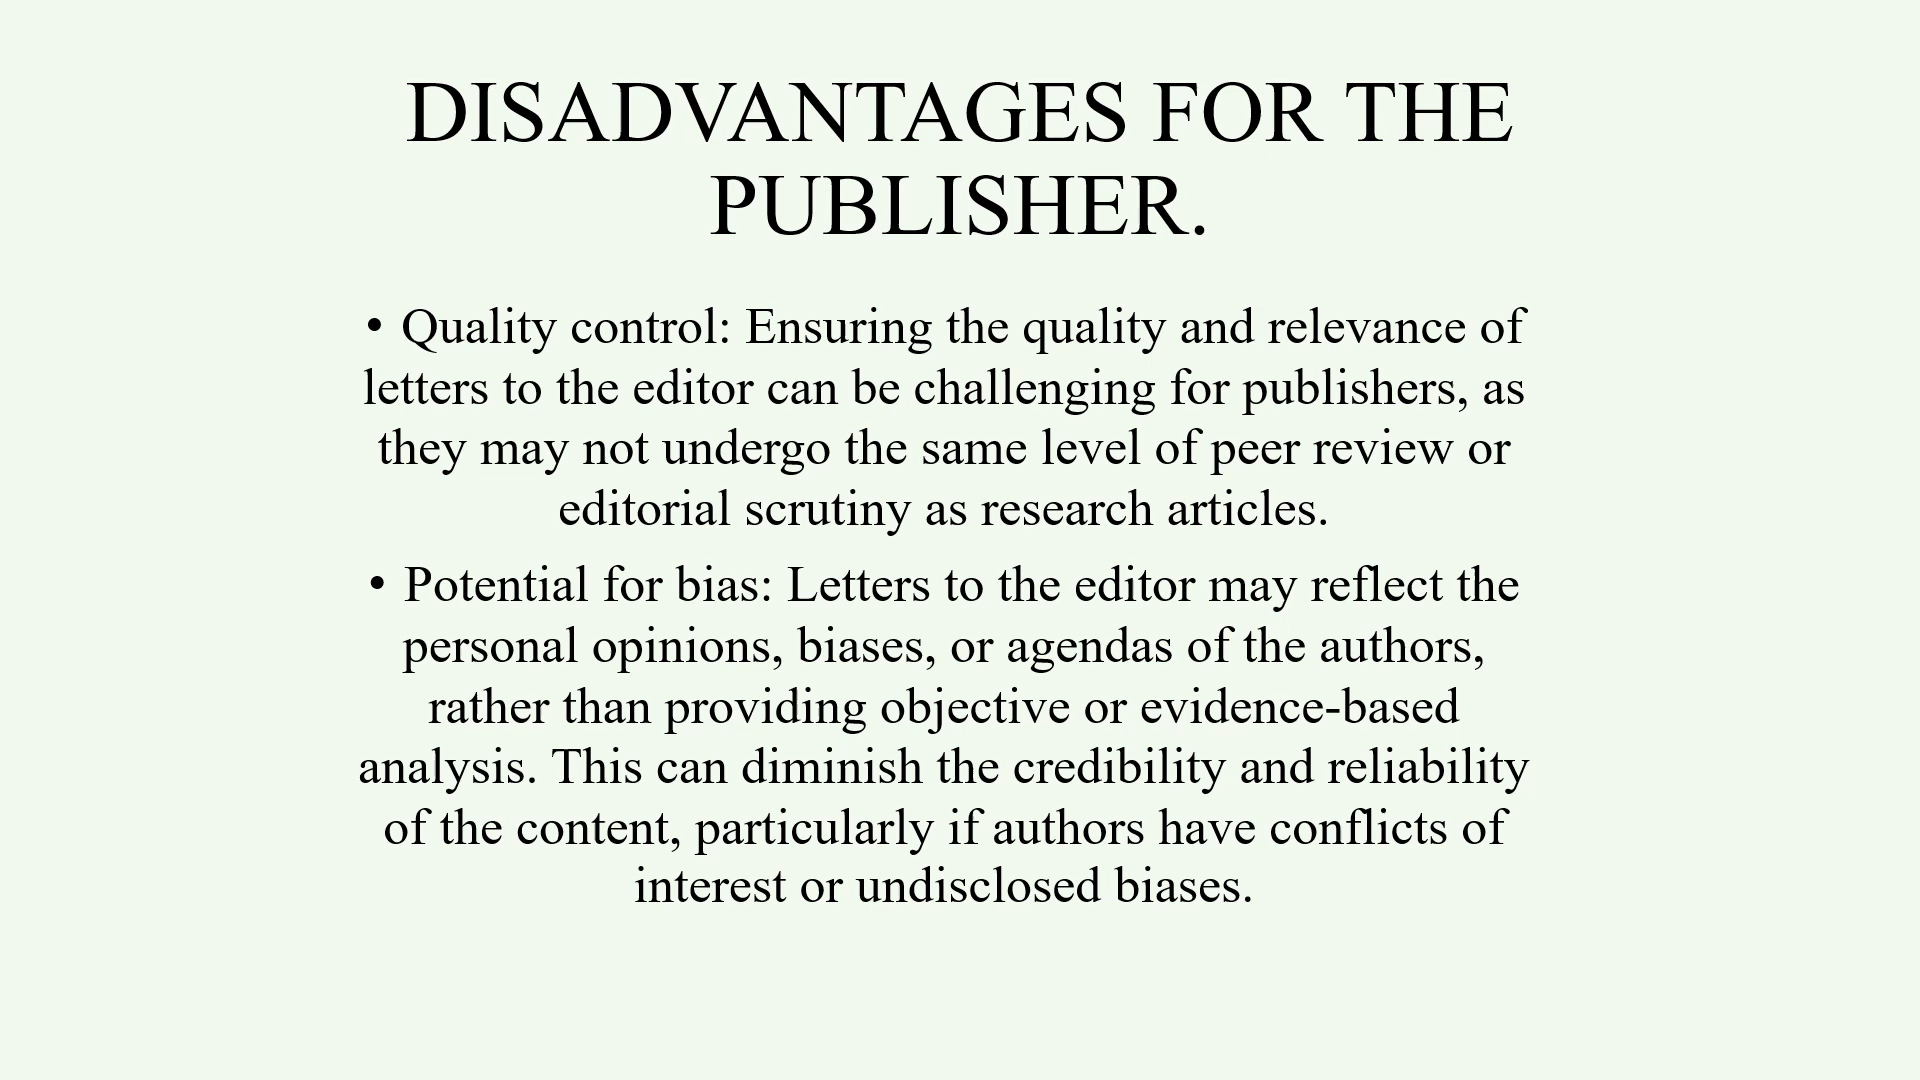 DISADVANTAGES FOR THE
PUBLISHER.
• Quality control: Ensuring the quality and relevance of
letters to the editor can be challenging for publishers, as
they may not undergo the same level of peer review or
editorial scrutiny as research articles.
• Potential for bias: Letters to the editor may reflect the
personal opinions, biases, or agendas of the authors,
rather than providing objective or evidence-based
analysis. This can diminish the credibility and reliability
of the content, particularly if authors have conflicts of
interest or undisclosed biases.